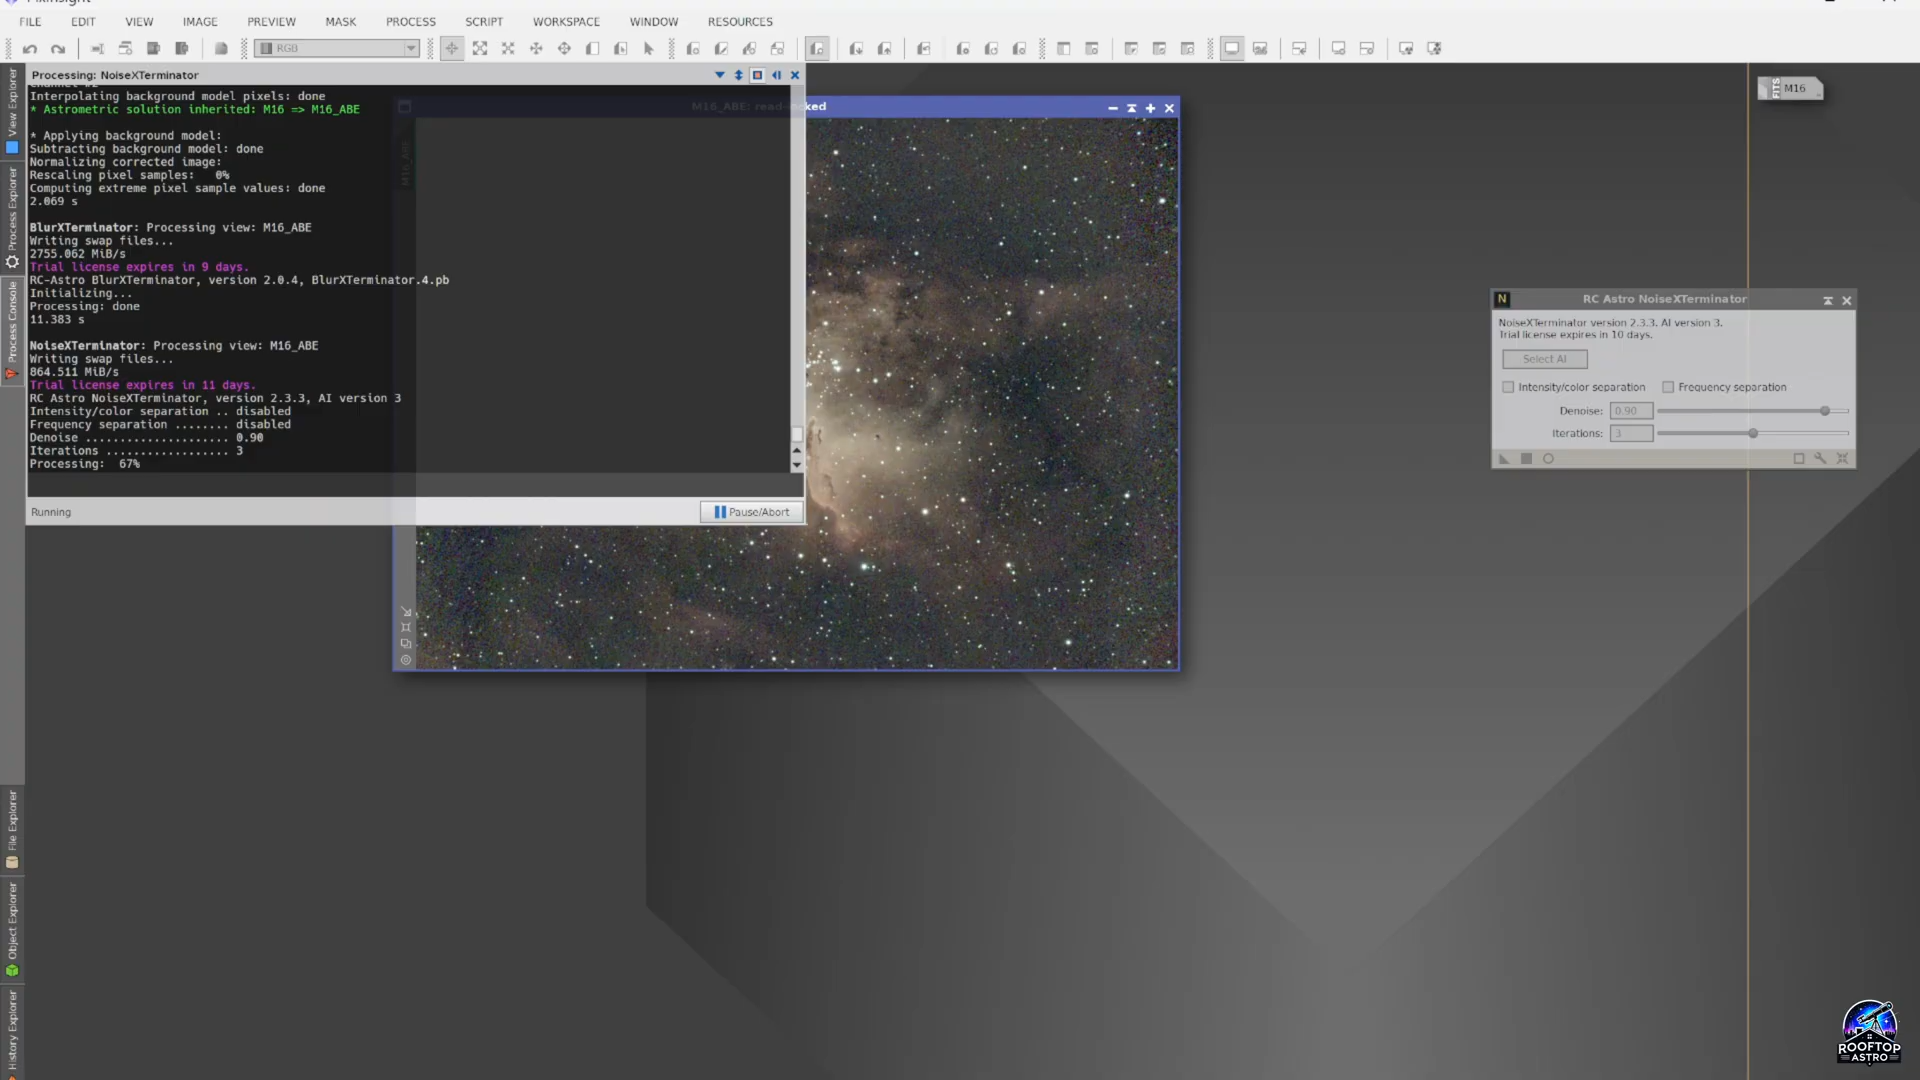 PixInsight
FILE EDIT VIEW IMAGE PREVIEW MASK PROCESS SCRIPT WORKSPACE WINDOW RESOURCES
RGB
Processing: NoiseXTerminator
Interpolating background model pixels: done
* Astrometric solution inherited: M16 => M16_ABE
* Applying background model:
Subtracting background model: done
Normalizing corrected image:
Rescaling pixel samples: 0%
Computing extreme pixel sample values: done
2.069 s
BlurXTerminator: Processing view: M16_ABE
Writing swap files...
2755.062 MiB/s
Trial license expires in 9 days.
RC-Astro BlurXTerminator, version 2.0.4, BlurXTerminator.4.pb
Initializing...
Processing: done
11.383 s
NoiseXTerminator: Processing view: M16_ABE
Writing swap files...
864.511 MiB/s
Trial license expires in 11 days.
RC Astro NoiseXTerminator, version 2.3.3, AI version 3
Intensity/color separation .. disabled
Frequency separation ........ disabled
Denoise ..................... 0.90
Iterations .................. 3
Processing: 67%
Running
Pause/Abort
View Explorer
Process Explorer
Process Console
File Explorer
Object Explorer
History Explorer
M16_ABE
FITS
M16
N
RC Astro NoiseXTerminator
NoiseXTerminator version 2.3.3, AI version 3.
Trial license expires in 10 days.
Select AI
Intensity/color separation
Frequency separation
Denoise: 0.90
Iterations: 3
ROOFTOP
ASTRO